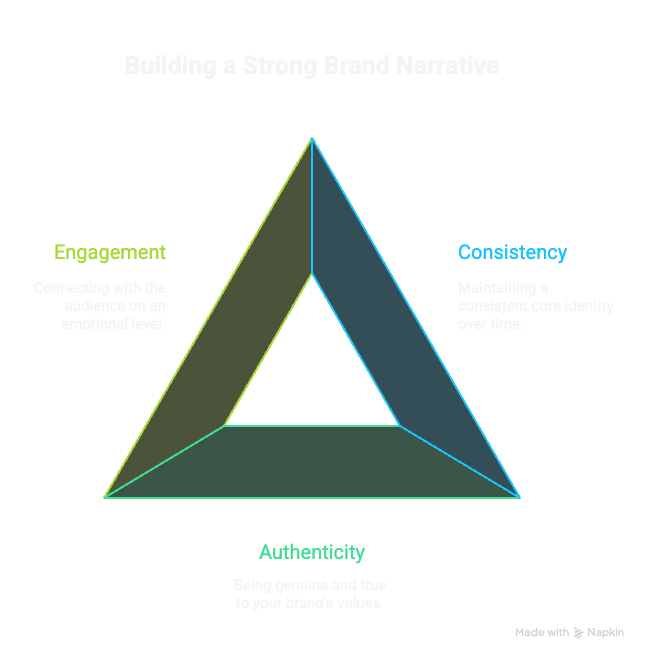 Building a Strong Brand Narrative
Engagement
Connecting with the
audience on an
emotional level.
Consistency
Maintaining a
consistent core identity
over time.
Authenticity
Being genuine and true
to your brand's values.
Made with Napkin